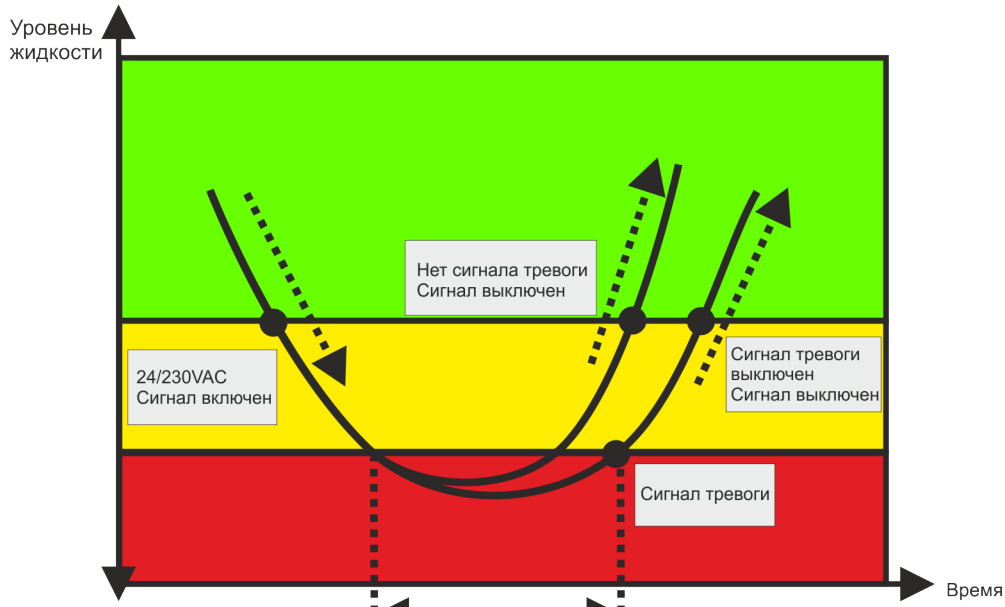 Уровень
жидкости
Нет сигнала тревоги
Сигнал выключен
24/230VAC
Сигнал включен
Сигнал тревоги
выключен
Сигнал выключен
Сигнал тревоги
Время